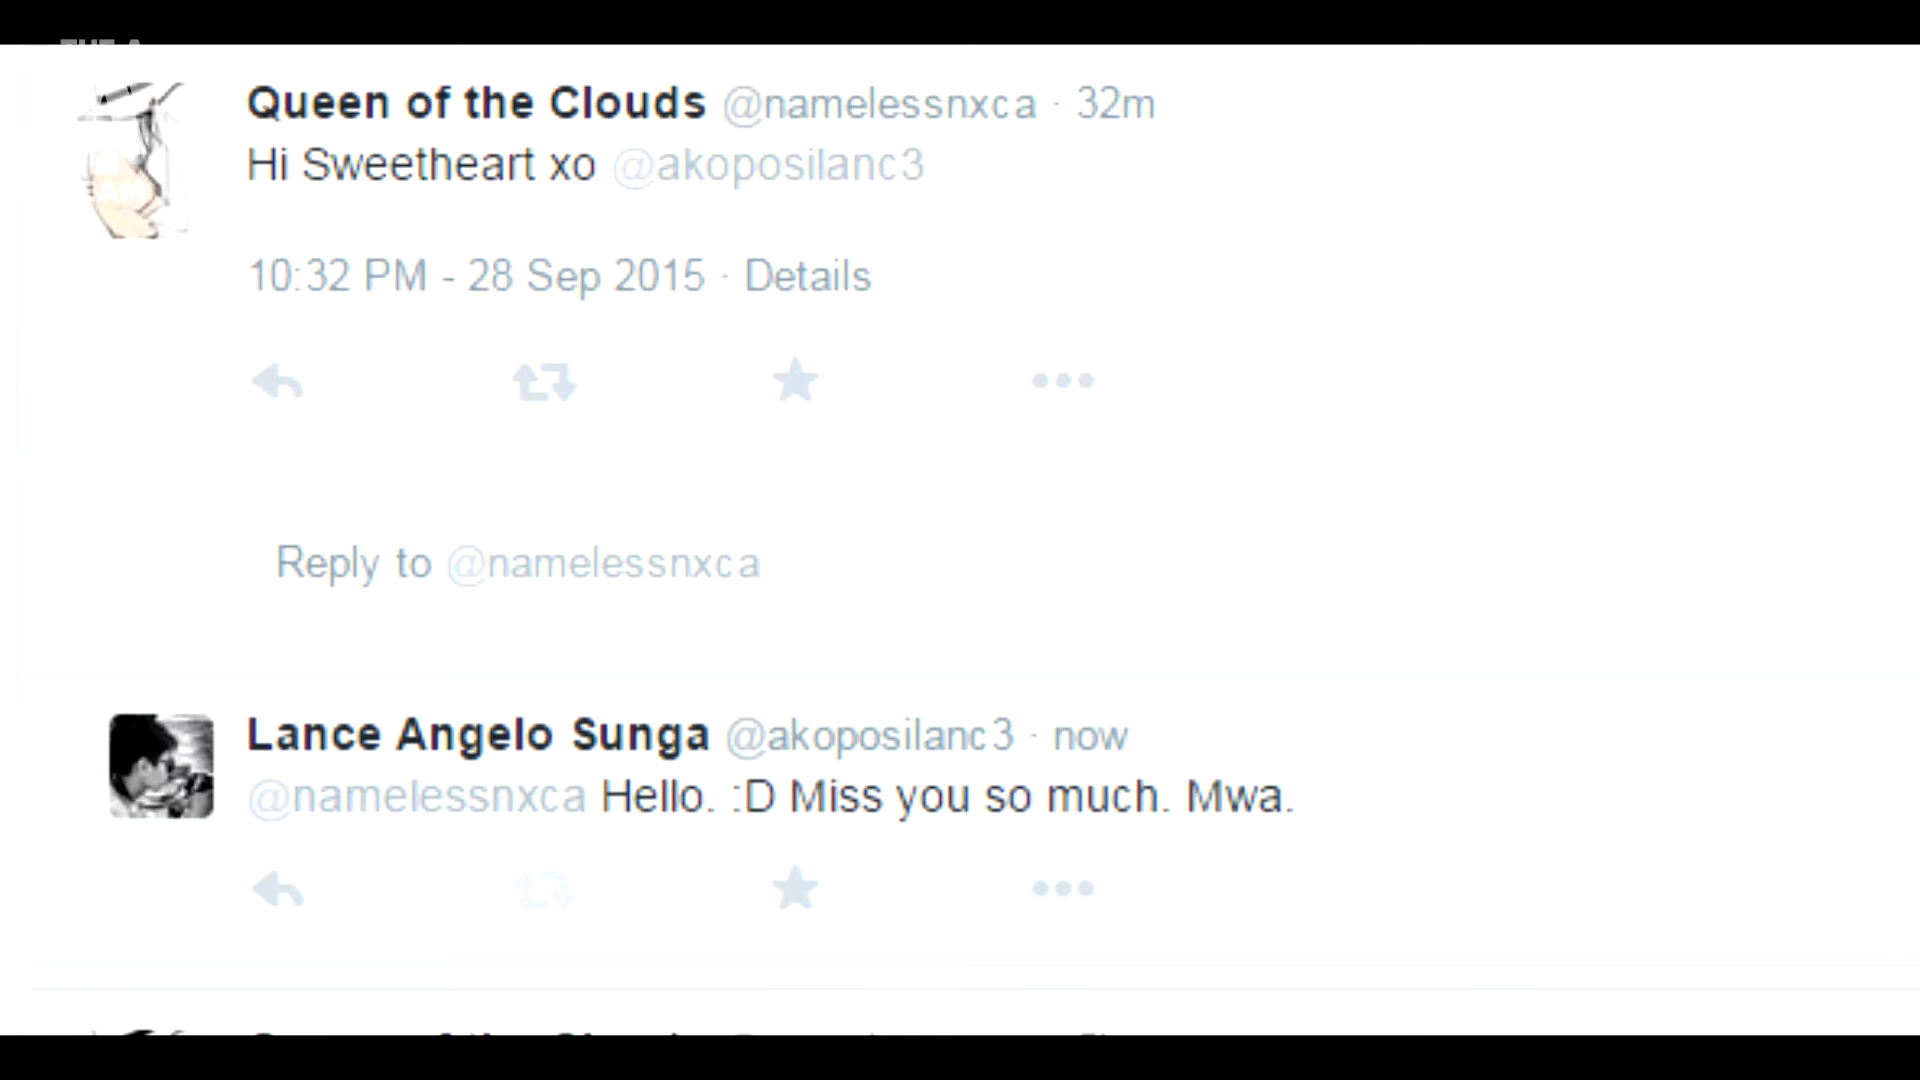 Queen of the Clouds @namelessnxca · 32m
Hi Sweetheart xo @akoposilanc3
10:32 PM - 28 Sep 2015 · Details
Reply to @namelessnxca
Lance Angelo Sunga @akoposilanc3 · now
@namelessnxca Hello. :D Miss you so much. Mwa.